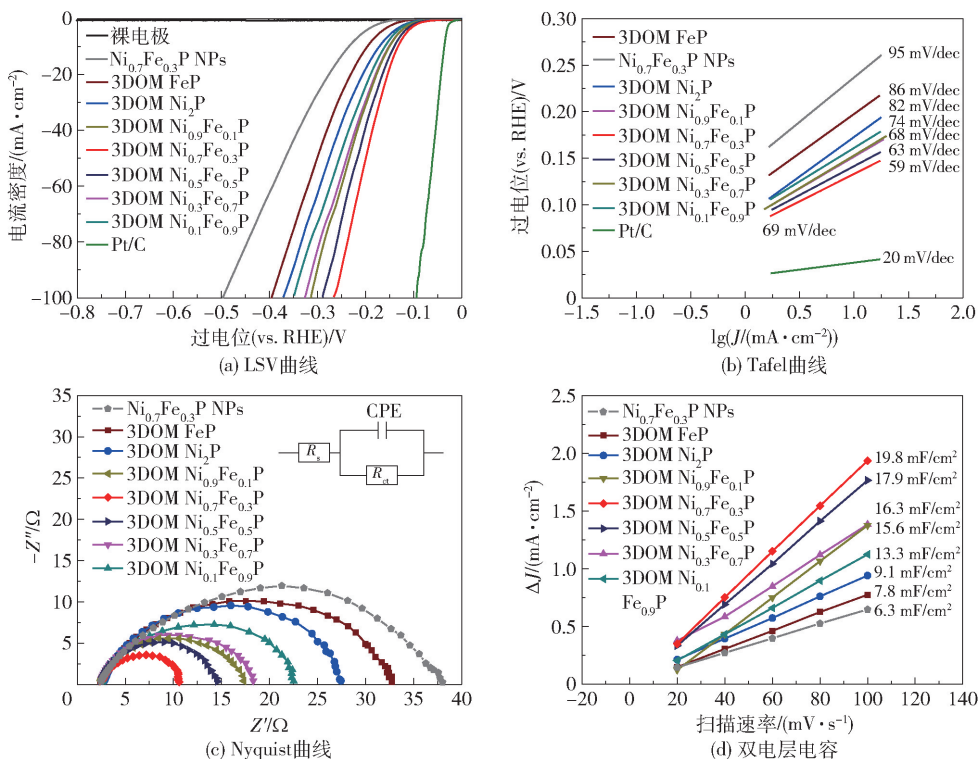 裸电极
Ni0.7Fe0.3P NPs
3DOM FeP
3DOM Ni2P
3DOM Ni0.9Fe0.1P
3DOM Ni0.7Fe0.3P
3DOM Ni0.5Fe0.5P
3DOM Ni0.3Fe0.7P
3DOM Ni0.1Fe0.9P
Pt/C
0
−20
−40
−60
−80
−100
电流密度/(mA·cm−2)
−0.8 −0.7 −0.6 −0.5 −0.4 −0.3 −0.2 −0.1 0
过电位(vs. RHE)/V
(a) LSV曲线
3DOM FeP
Ni0.7Fe0.3P NPs
3DOM Ni2P
3DOM Ni0.9Fe0.1P
3DOM Ni0.7Fe0.3P
3DOM Ni0.5Fe0.5P
3DOM Ni0.3Fe0.7P
3DOM Ni0.1Fe0.9P
Pt/C
95 mV/dec
86 mV/dec
82 mV/dec
74 mV/dec
68 mV/dec
63 mV/dec
59 mV/dec
69 mV/dec
20 mV/dec
0.30
0.25
0.20
0.15
0.10
0.05
0
过电位(vs. RHE)/V
−1.5 −1.0 −0.5 0 0.5 1.0 1.5 2.0
lg(J/(mA·cm−2))
(b) Tafel曲线
Ni0.7Fe0.3P NPs
3DOM FeP
3DOM Ni2P
3DOM Ni0.9Fe0.1P
3DOM Ni0.7Fe0.3P
3DOM Ni0.5Fe0.5P
3DOM Ni0.3Fe0.7P
3DOM Ni0.1Fe0.9P
CPE
Rs
Rct
35
30
25
20
15
10
5
0
−Z″/Ω
0 5 10 15 20 25 30 35 40
Z′/Ω
(c) Nyquist曲线
Ni0.7Fe0.3P NPs
3DOM FeP
3DOM Ni2P
3DOM Ni0.9Fe0.1P
3DOM Ni0.7Fe0.3P
3DOM Ni0.5Fe0.5P
3DOM Ni0.3Fe0.7P
3DOM Ni0.1
Fe0.9P
19.8 mF/cm2
17.9 mF/cm2
16.3 mF/cm2
15.6 mF/cm2
13.3 mF/cm2
9.1 mF/cm2
7.8 mF/cm2
6.3 mF/cm2
2.5
2.0
1.5
1.0
0.5
0
ΔJ/(mA·cm−2)
−20 0 20 40 60 80 100 120 140
扫描速率/(mV·s−1)
(d) 双电层电容